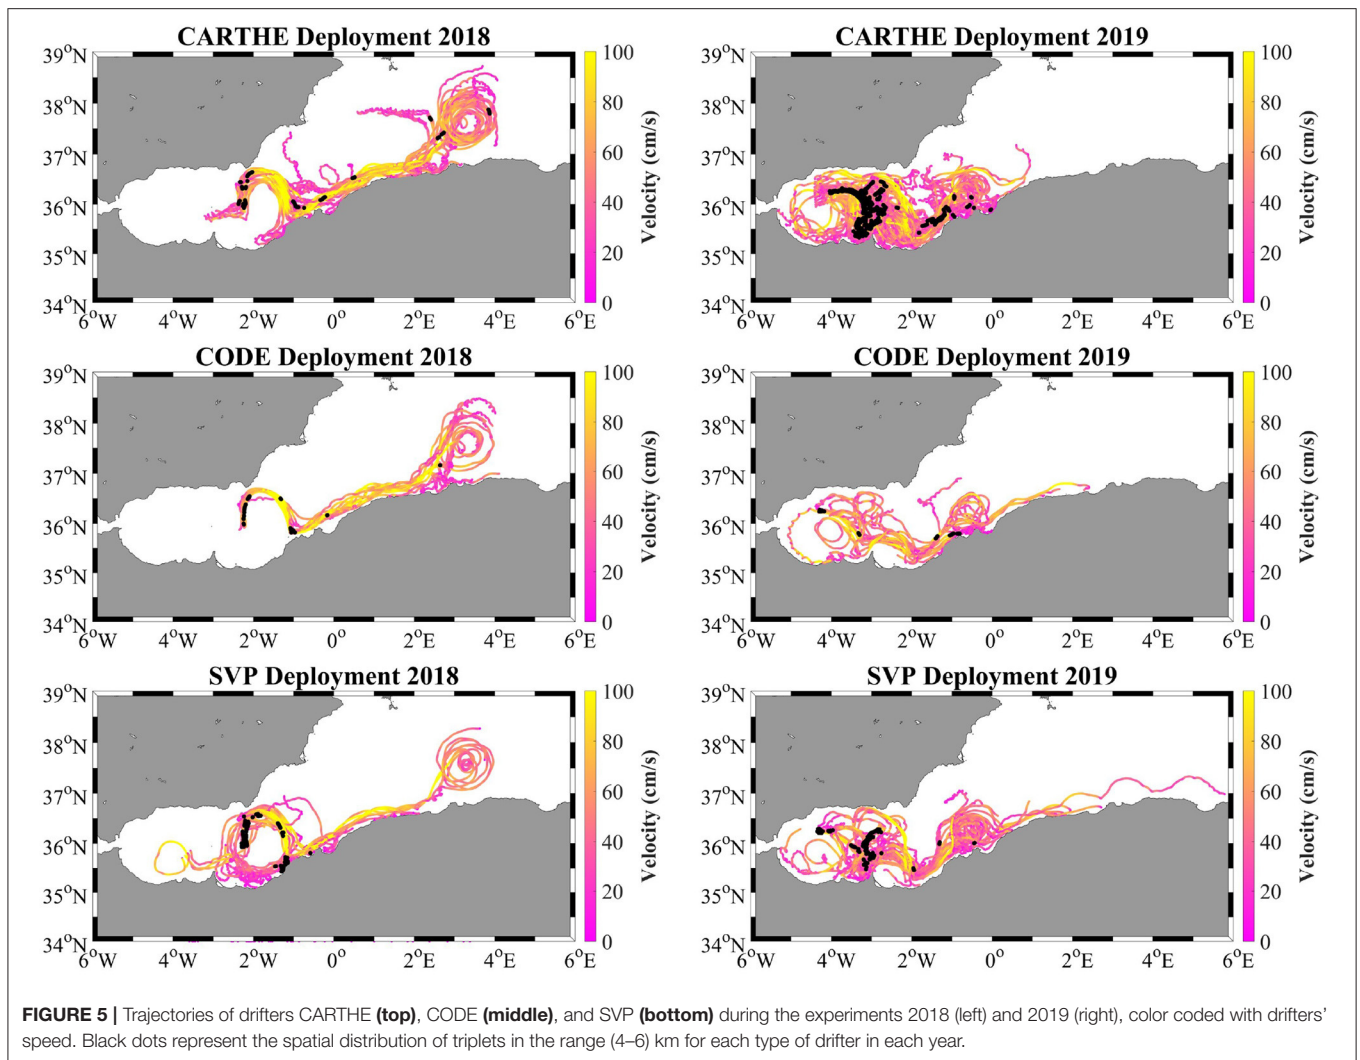 CARTHE Deployment 2018
39°N
38°N
37°N
36°N
35°N
34°N
6°W
4°W
2°W
0°
2°E
4°E
6°E
100
80
60
40
20
0
Velocity (cm/s)
CARTHE Deployment 2019
39°N
38°N
37°N
36°N
35°N
34°N
6°W
4°W
2°W
0°
2°E
4°E
6°E
100
80
60
40
20
0
Velocity (cm/s)
CODE Deployment 2018
39°N
38°N
37°N
36°N
35°N
34°N
6°W
4°W
2°W
0°
2°E
4°E
6°E
100
80
60
40
20
0
Velocity (cm/s)
CODE Deployment 2019
39°N
38°N
37°N
36°N
35°N
34°N
6°W
4°W
2°W
0°
2°E
4°E
6°E
100
80
60
40
20
0
Velocity (cm/s)
SVP Deployment 2018
39°N
38°N
37°N
36°N
35°N
34°N
6°W
4°W
2°W
0°
2°E
4°E
6°E
100
80
60
40
20
0
Velocity (cm/s)
SVP Deployment 2019
39°N
38°N
37°N
36°N
35°N
34°N
6°W
4°W
2°W
0°
2°E
4°E
6°E
100
80
60
40
20
0
Velocity (cm/s)
FIGURE 5 | Trajectories of drifters CARTHE (top), CODE (middle), and SVP (bottom) during the experiments 2018 (left) and 2019 (right), color coded with drifters'
speed. Black dots represent the spatial distribution of triplets in the range (4–6) km for each type of drifter in each year.